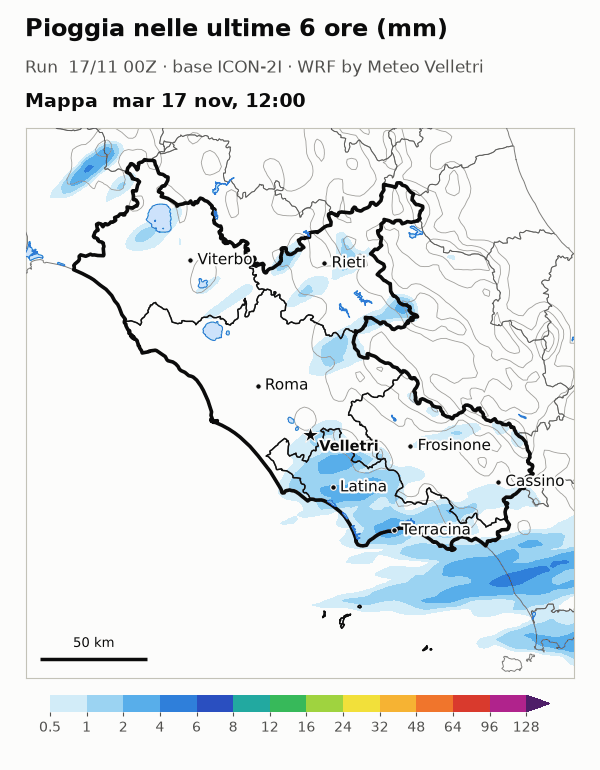 Pioggia nelle ultime 6 ore (mm)
Run 17/11 00Z · base ICON-2I · WRF by Meteo Velletri
Mappa mar 17 nov, 12:00
Viterbo
Rieti
Roma
Velletri
Frosinone
Cassino
Latina
Terracina
50 km
0.5 1 2 4 6 8 12 16 24 32 48 64 96 128